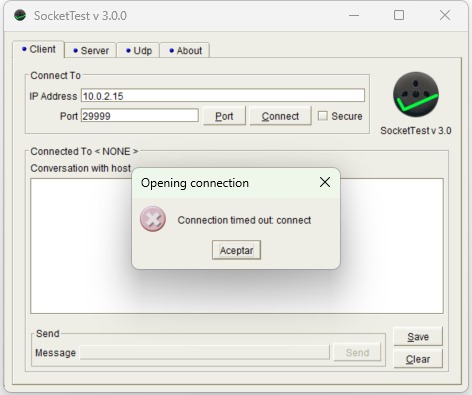 SocketTest v 3.0.0
Client Server Udp About
Connect To
IP Address 10.0.2.15
Port 29999 Port Connect Secure
SocketTest v 3.0
Connected To < NONE >
Conversation with host
Opening connection
Connection timed out: connect
Aceptar
Send
Message Send
Save
Clear